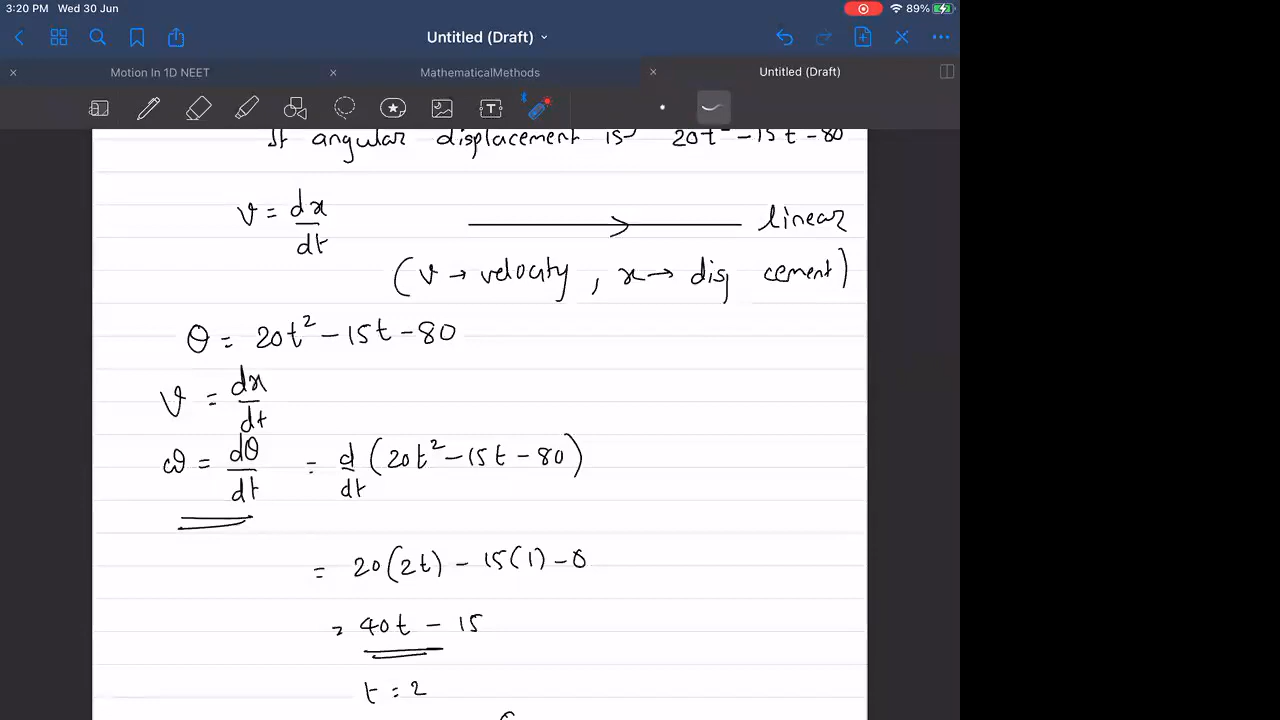 3:20 PM Wed 30 Jun
89%
Untitled (Draft)
Motion In 1D NEET
MathematicalMethods
Untitled (Draft)
If angular displacement is 20t² - 15t - 80
v = dx/dt
linear
(v → velocity, x → disp cement)
θ = 20t² - 15t - 80
v = dx/dt
ω = dθ/dt = d/dt (20t² - 15t - 80)
= 20(2t) - 15(1) - 0
= 40t - 15
t = 2